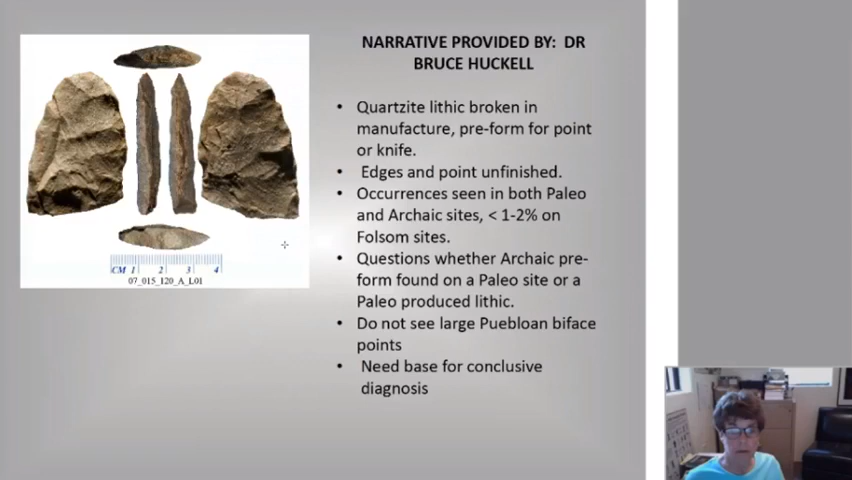 NARRATIVE PROVIDED BY: DR
BRUCE HUCKELL
• Quartzite lithic broken in
manufacture, pre-form for point
or knife.
• Edges and point unfinished.
• Occurrences seen in both Paleo
and Archaic sites, < 1-2% on
Folsom sites.
• Questions whether Archaic pre-
form found on a Paleo site or a
Paleo produced lithic.
• Do not see large Puebloan biface
points
• Need base for conclusive
diagnosis
CM 1 2 3 4
07_015_120_A_L01